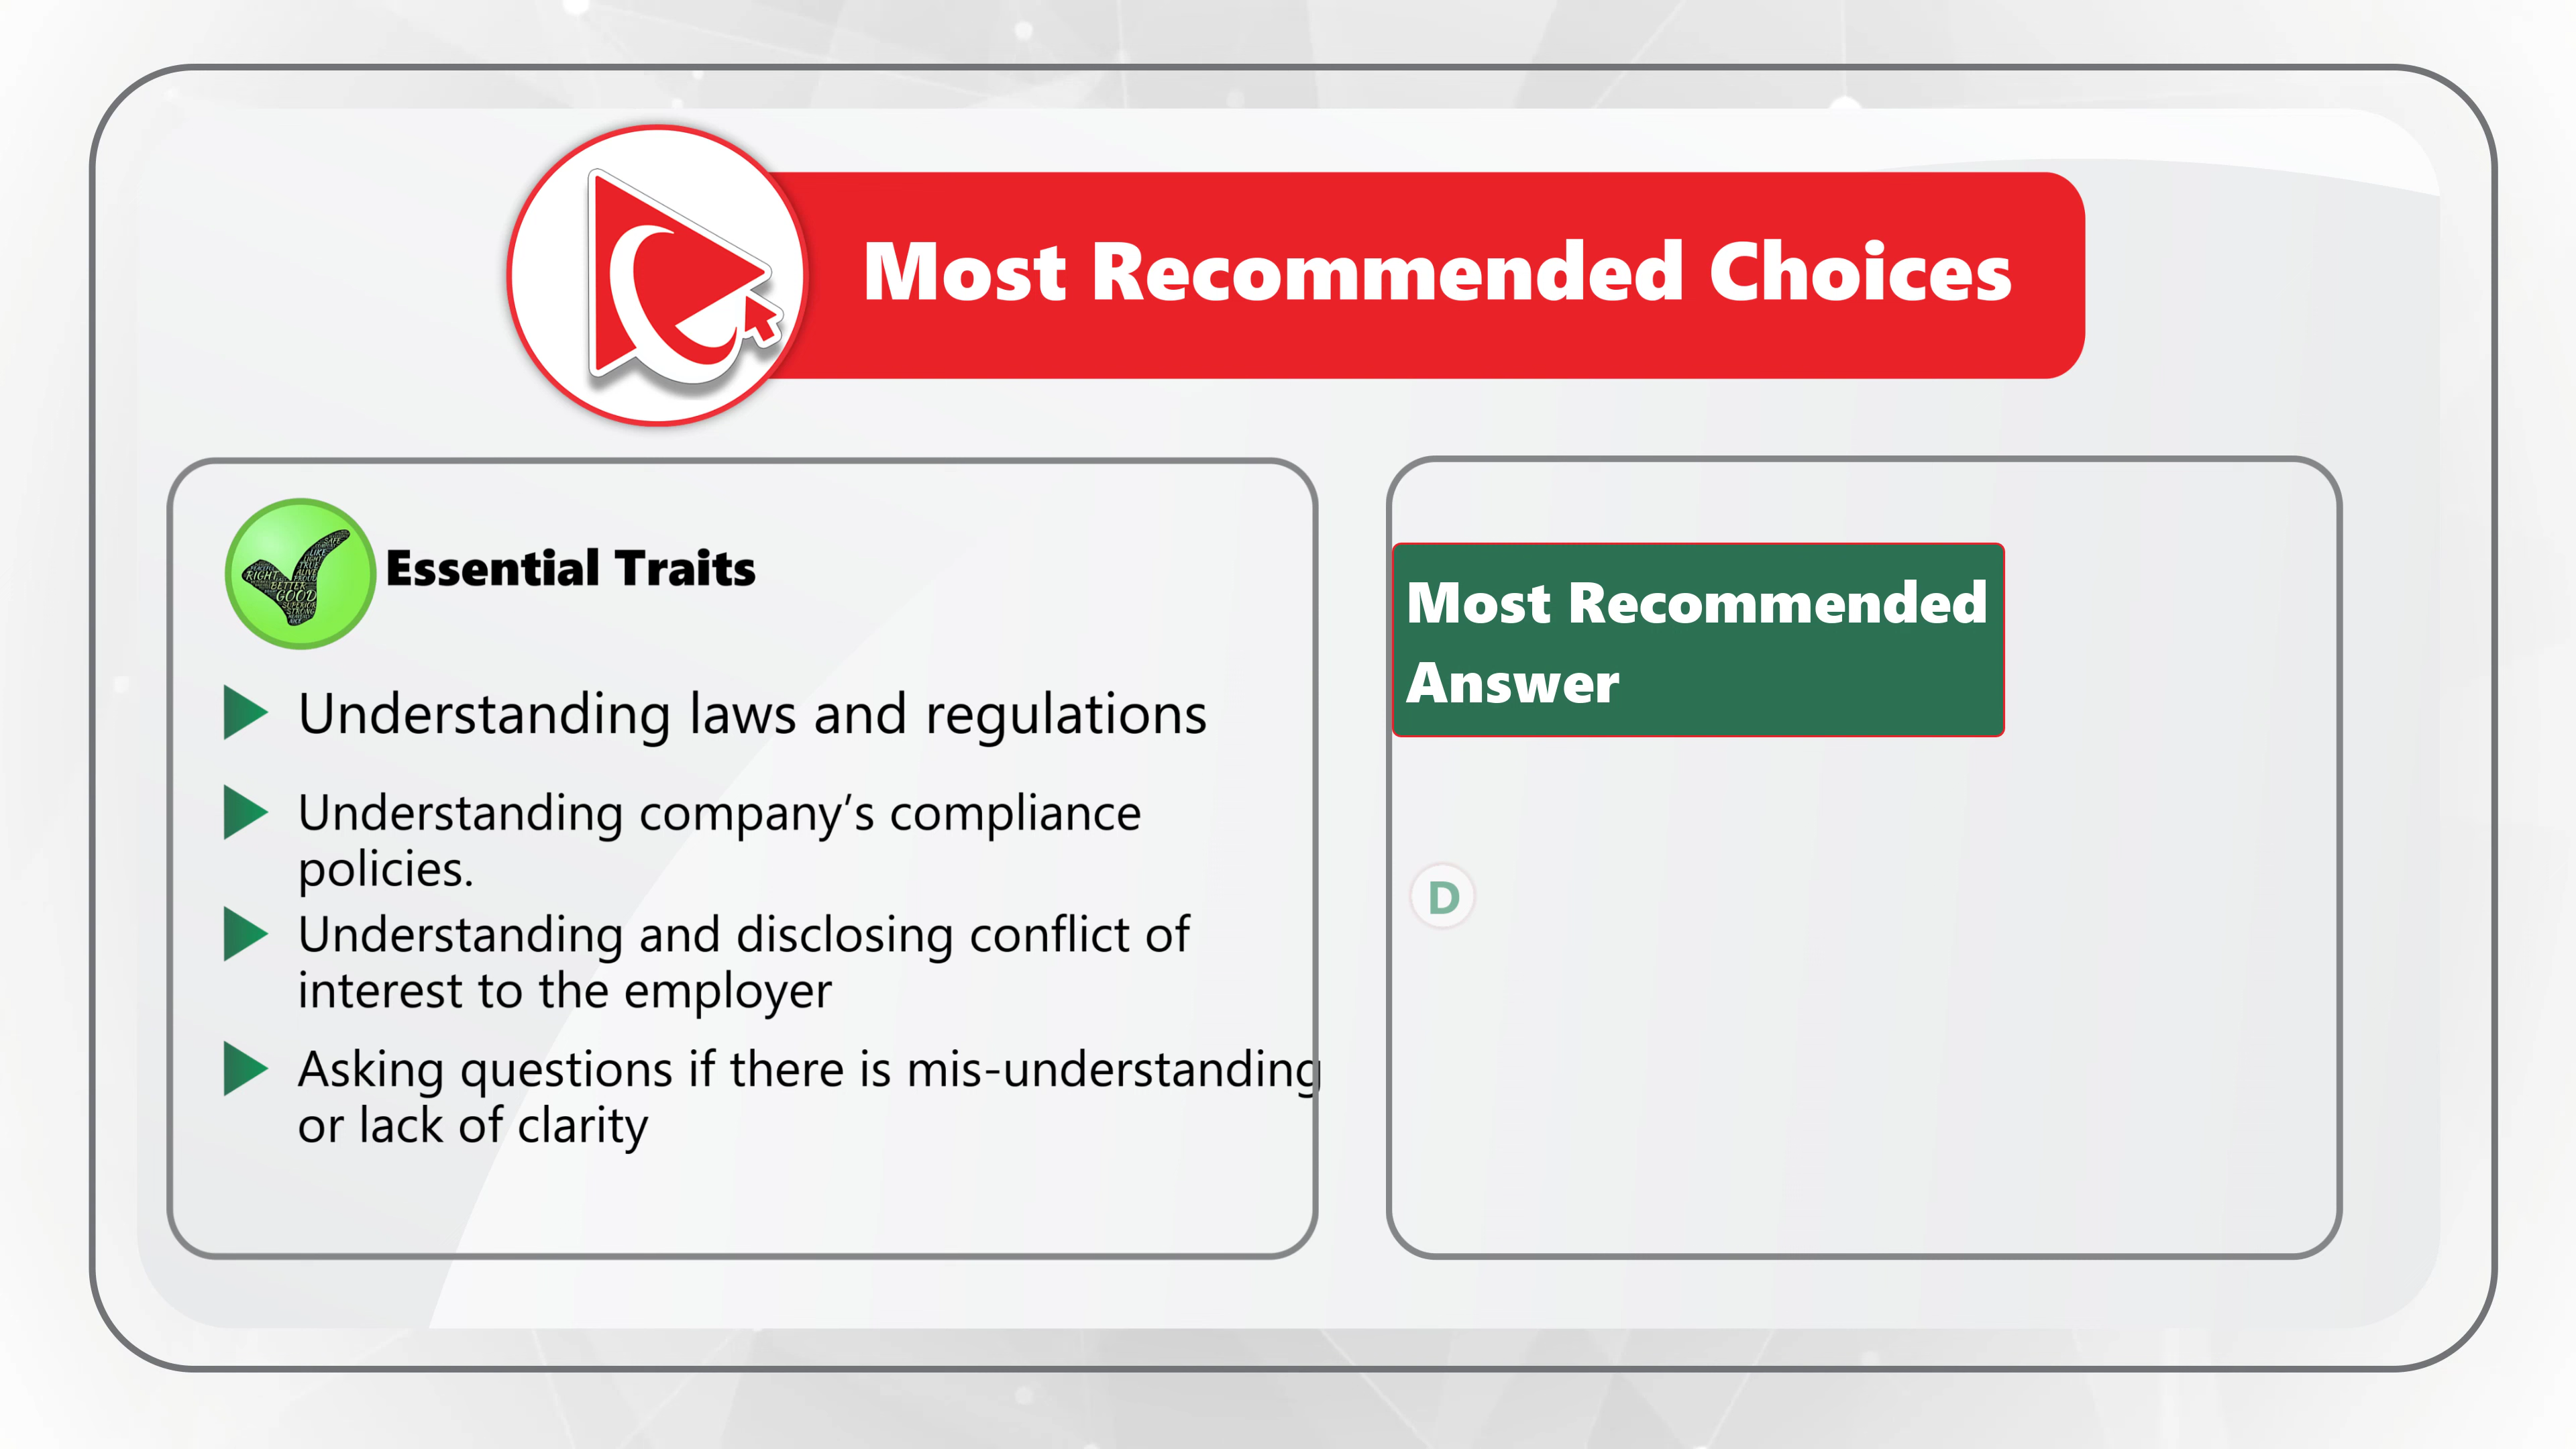 Most Recommended Choices
Essential Traits
Understanding laws and regulations
Understanding company’s compliance
policies.
Understanding and disclosing conflict of
interest to the employer
Asking questions if there is mis-understanding
or lack of clarity
Most Recommended
Answer
D